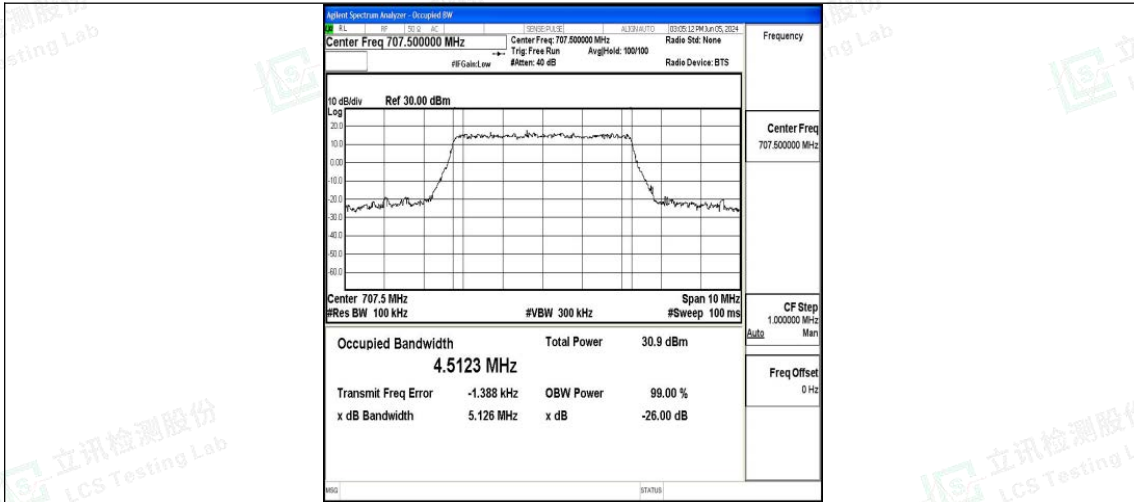 Agilent Spectrum Analyzer - Occupied BW
RL RF 50 Ω AC SENSE:PULSE ALIGN AUTO 03:05:12 PM Jun 05, 2024
Center Freq 707.500000 MHz
Center Freq: 707.500000 MHz Radio Std: None
Trig: Free Run Avg|Hold: 100/100
#IFGain:Low #Atten: 40 dB Radio Device: BTS
Frequency
10 dB/div Ref 30.00 dBm
Log
20.0
10.0
0.00
-10.0
-20.0
-30.0
-40.0
-50.0
-60.0
Center 707.5 MHz Span 10 MHz
#Res BW 100 kHz #VBW 300 kHz #Sweep 100 ms
Center Freq
707.500000 MHz
CF Step
1.000000 MHz
Auto Man
Freq Offset
0 Hz
Occupied Bandwidth Total Power 30.9 dBm
4.5123 MHz
Transmit Freq Error -1.388 kHz OBW Power 99.00 %
x dB Bandwidth 5.126 MHz x dB -26.00 dB
MSG STATUS
立讯检测股份
LCS Testing Lab
立讯检测股份
LCS Testing L
sting Lab
ng Lab